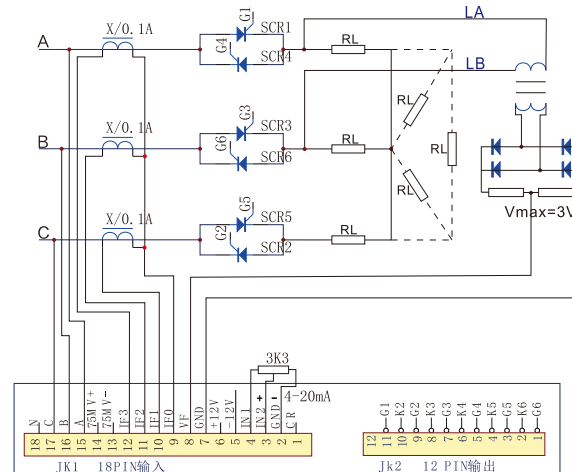 LA
X/0.1A
G1
SCR1
A
G4
SCR4
RL
LB
X/0.1A
G3
SCR3
RL
B
G6
SCR6
RL
RL
X/0.1A
G5
SCR5
RL
C
G2
SCR2
RL
Vmax=3V
3K3
4-20mA
N
C
B
A
75MV+
75MV-
IF3
IF2
IF1
IF0
VF
GND
+12V
-12V
IN1
IN2 +
GND -
CR
18 17 16 15 14 13 12 11 10 9 8 7 6 5 4 3 2 1
JK1 18PIN输入
G1
K2
G2
K3
G3
K4
G4
K5
G5
K6
G6
12 11 10 9 8 7 6 5 4 3 2 1
Jk2 12 PIN输出